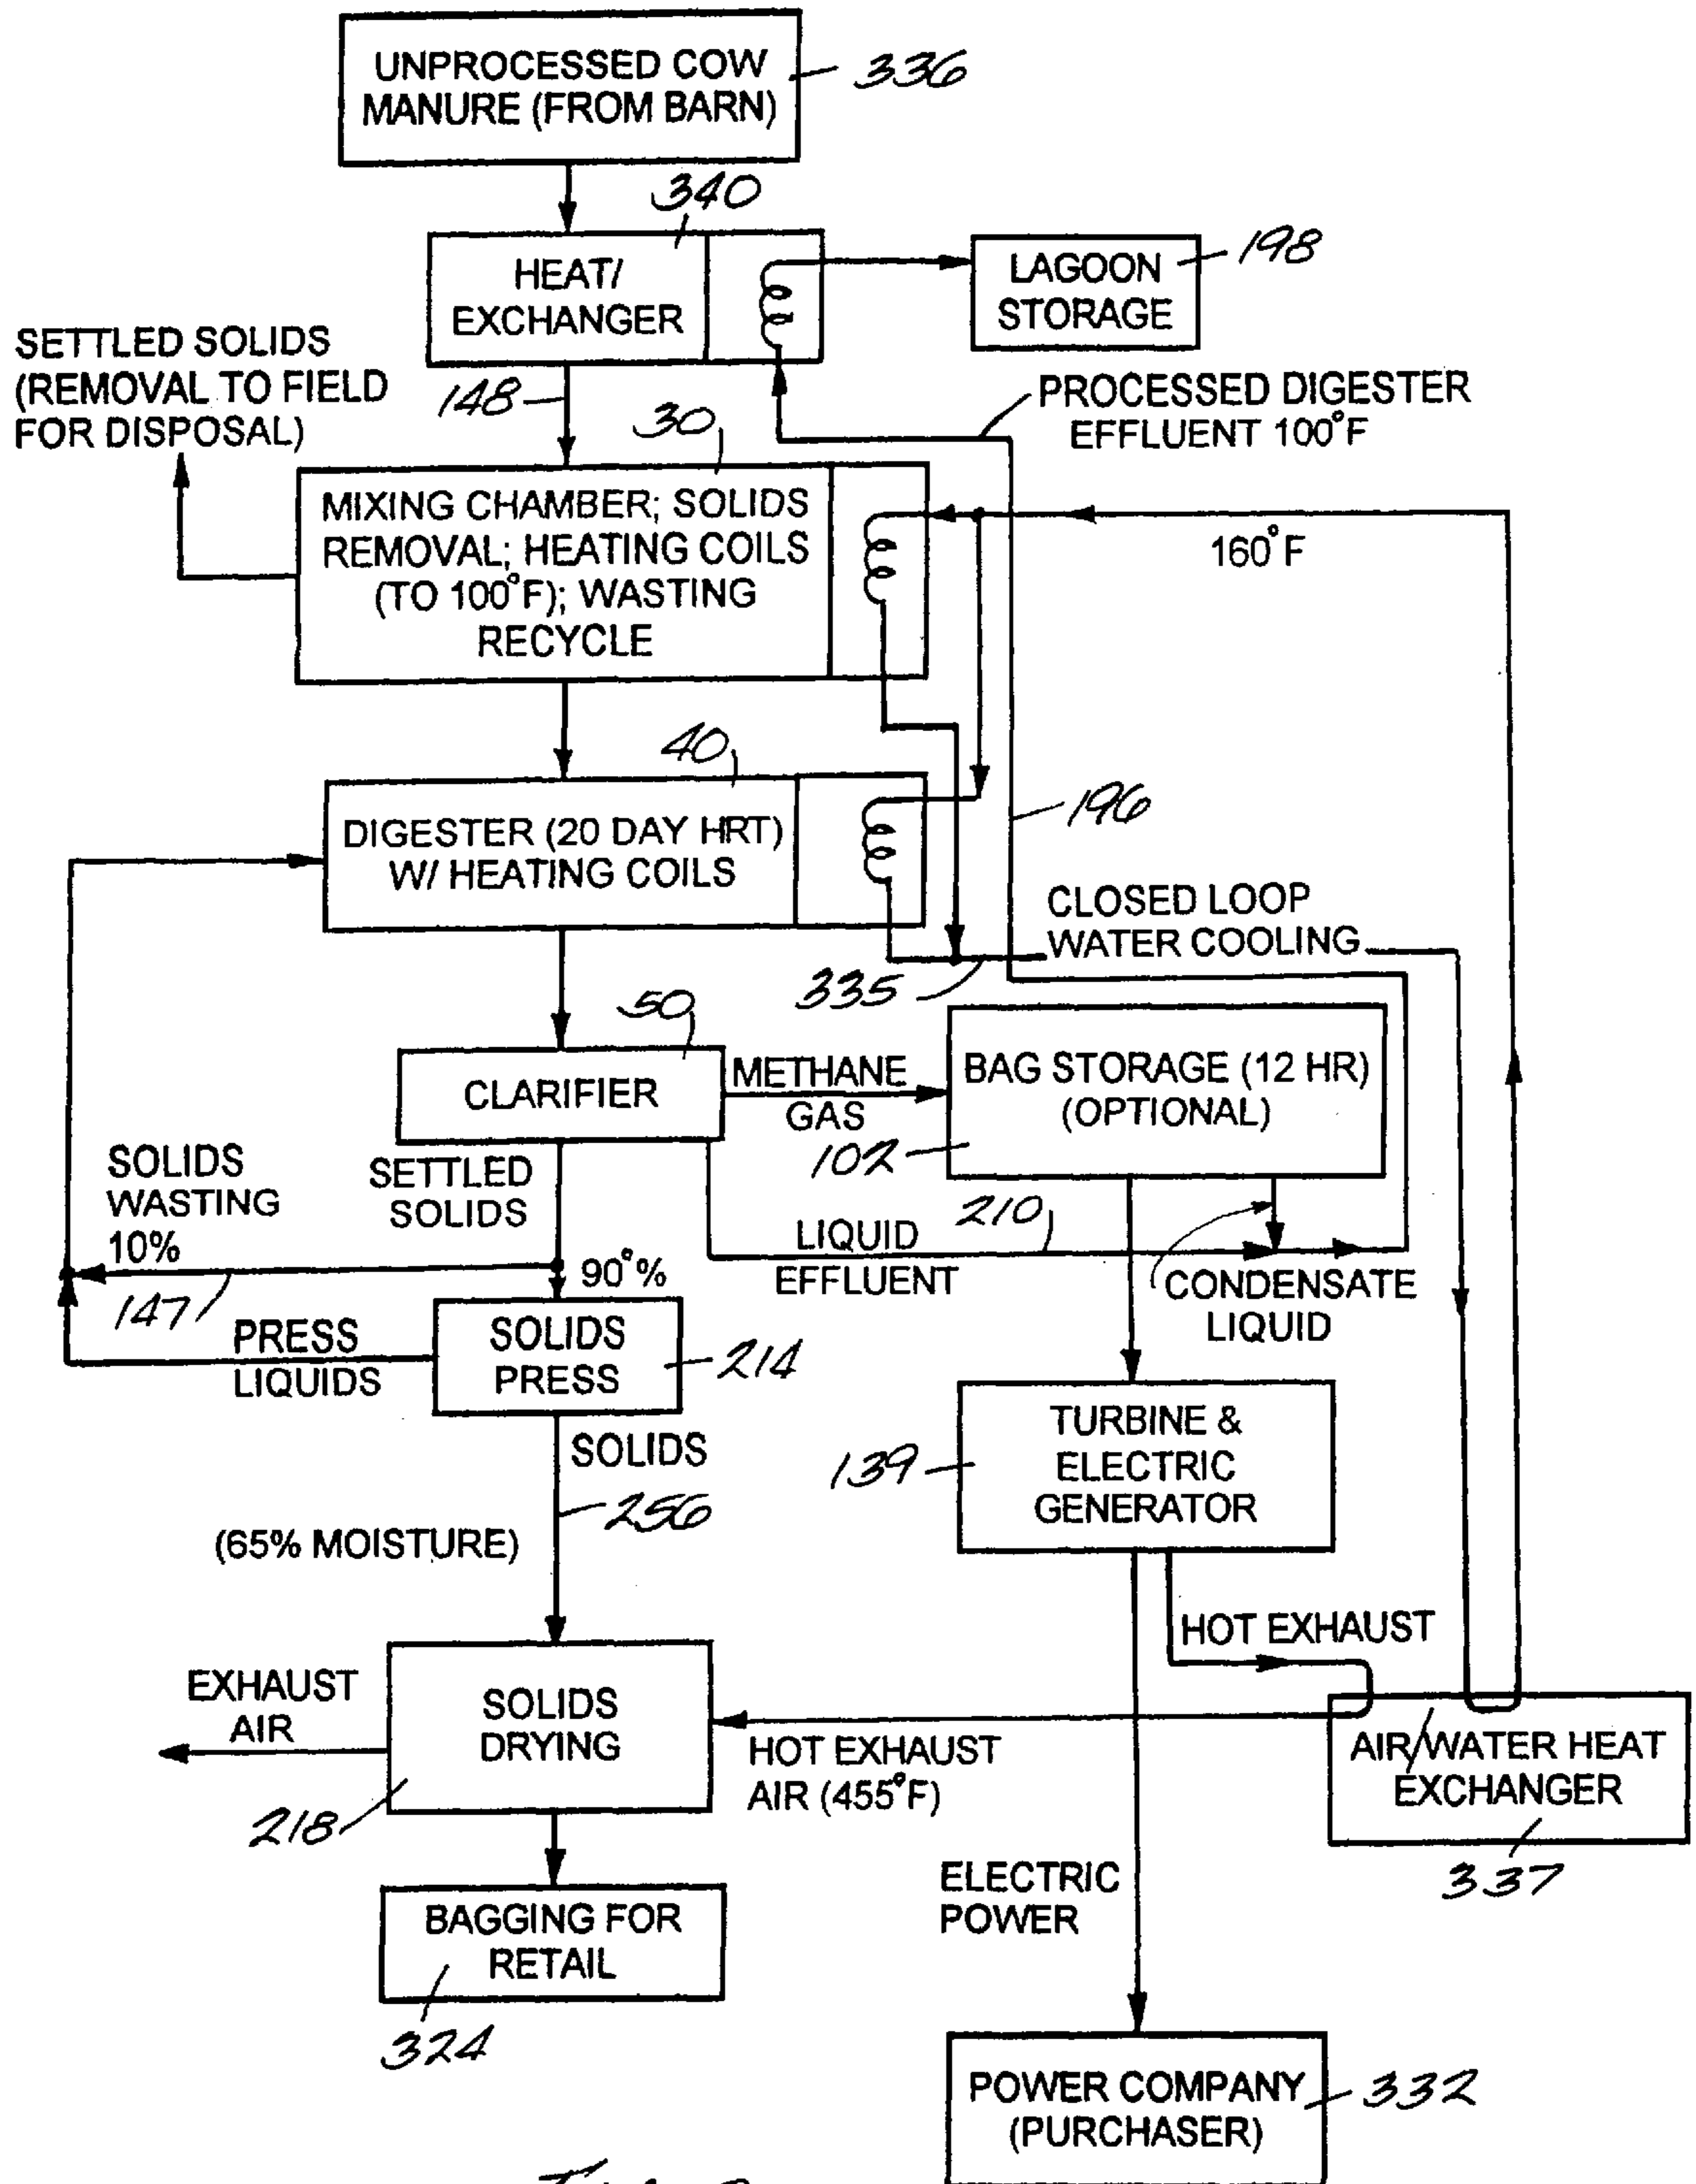 UNPROCESSED COW
MANURE (FROM BARN)
336
340
HEAT/
EXCHANGER
LAGOON
STORAGE
198
SETTLED SOLIDS
(REMOVAL TO FIELD
FOR DISPOSAL)
148
PROCESSED DIGESTER
EFFLUENT 100°F
30
MIXING CHAMBER; SOLIDS
REMOVAL; HEATING COILS
(TO 100°F); WASTING
RECYCLE
160°F
40
DIGESTER (20 DAY HRT)
W/ HEATING COILS
196
CLOSED LOOP
WATER COOLING
335
50
CLARIFIER
METHANE
GAS
BAG STORAGE (12 HR)
(OPTIONAL)
102
SOLIDS
WASTING
10%
SETTLED
SOLIDS
210
LIQUID
EFFLUENT
90°%
CONDENSATE
LIQUID
147
PRESS
LIQUIDS
SOLIDS
PRESS
214
SOLIDS
256
(65% MOISTURE)
TURBINE &
ELECTRIC
GENERATOR
139
HOT EXHAUST
EXHAUST
AIR
SOLIDS
DRYING
218
HOT EXHAUST
AIR (455°F)
AIR/WATER HEAT
EXCHANGER
337
ELECTRIC
POWER
BAGGING FOR
RETAIL
324
POWER COMPANY
(PURCHASER)
332